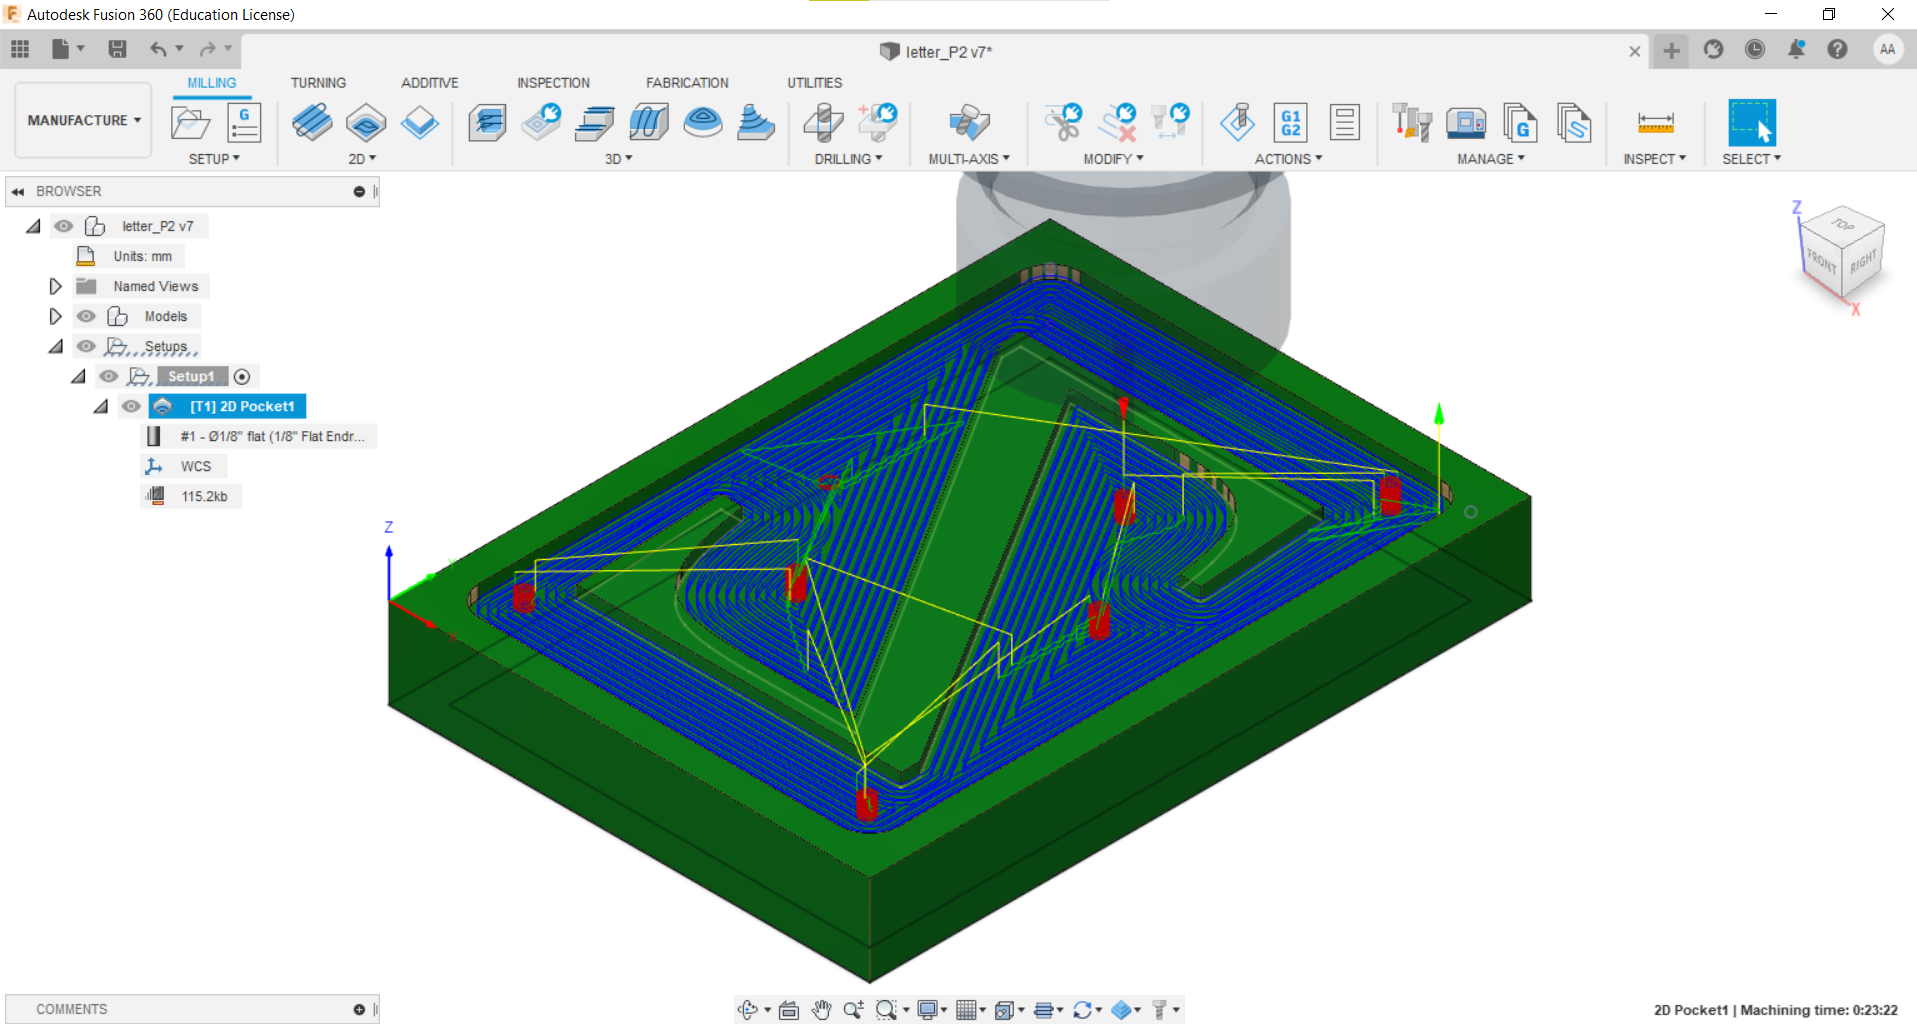 Autodesk Fusion 360 (Education License)
letter_P2 v7*
AA
MILLING TURNING ADDITIVE INSPECTION FABRICATION UTILITIES
MANUFACTURE
G
G1
G2
G
SETUP 2D 3D DRILLING MULTI-AXIS MODIFY ACTIONS MANAGE INSPECT SELECT
BROWSER
letter_P2 v7
Units: mm
Named Views
Models
Setups
Setup1
[T1] 2D Pocket1
#1 - Ø1/8" flat (1/8" Flat Endr...
WCS
115.2kb
Z
TOP
FRONT
RIGHT
X
Z
COMMENTS
2D Pocket1 | Machining time: 0:23:22